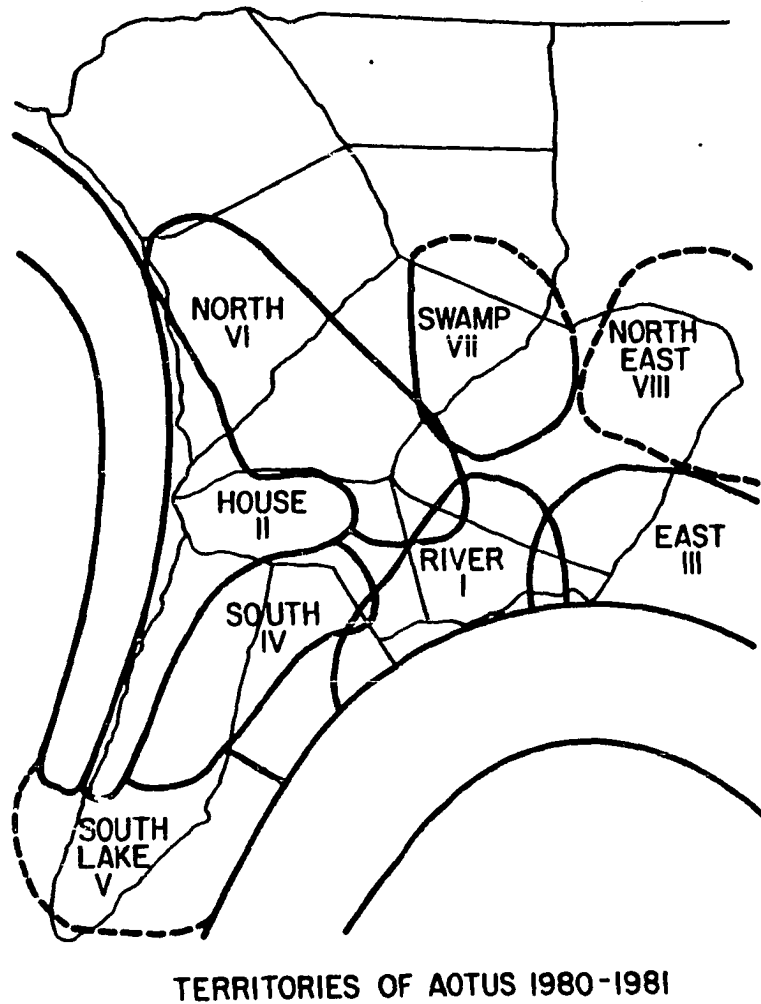 NORTH
VI
SWAMP
Vii
NORTH
EAST
VIII
HOUSE
II
RIVER
I
EAST
III
SOUTH
IV
SOUTH
LAKE
V
TERRITORIES OF AOTUS 1980-1981